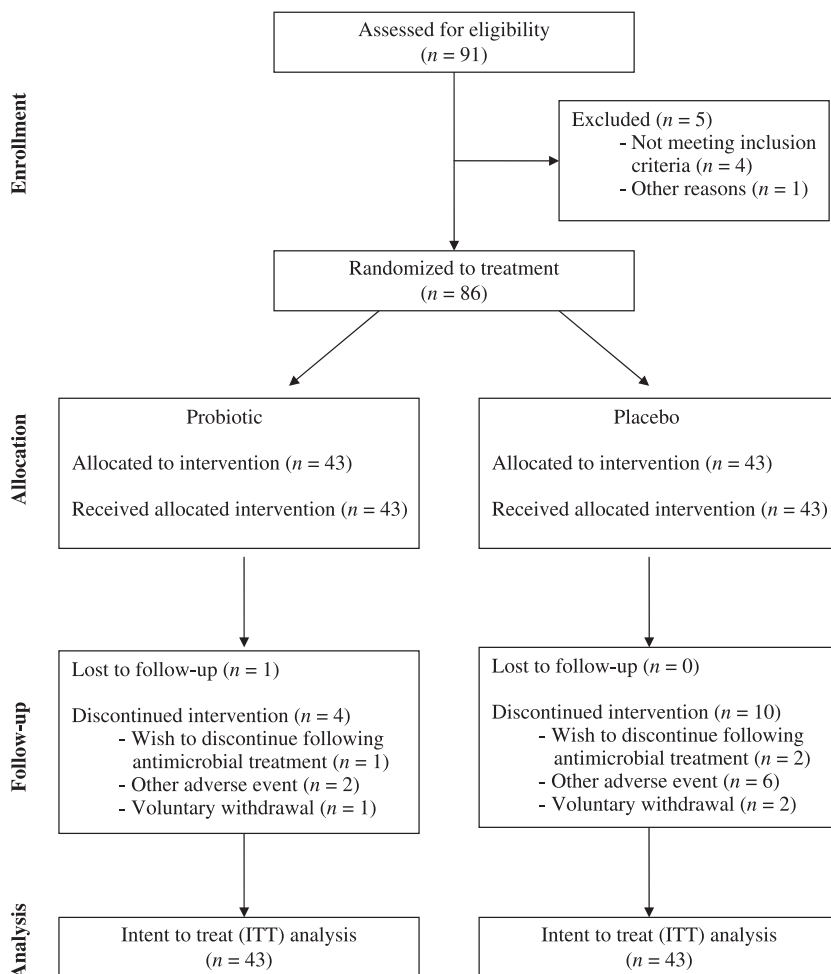 Assessed for eligibility
(n = 91)
Enrollment
Excluded (n = 5)
- Not meeting inclusion
criteria (n = 4)
- Other reasons (n = 1)
Randomized to treatment
(n = 86)
Allocation
Probiotic
Allocated to intervention (n = 43)
Received allocated intervention (n = 43)
Placebo
Allocated to intervention (n = 43)
Received allocated intervention (n = 43)
Follow-up
Lost to follow-up (n = 1)
Discontinued intervention (n = 4)
- Wish to discontinue following
antimicrobial treatment (n = 1)
- Other adverse event (n = 2)
- Voluntary withdrawal (n = 1)
Lost to follow-up (n = 0)
Discontinued intervention (n = 10)
- Wish to discontinue following
antimicrobial treatment (n = 2)
- Other adverse event (n = 6)
- Voluntary withdrawal (n = 2)
Analysis
Intent to treat (ITT) analysis
(n = 43)
Intent to treat (ITT) analysis
(n = 43)